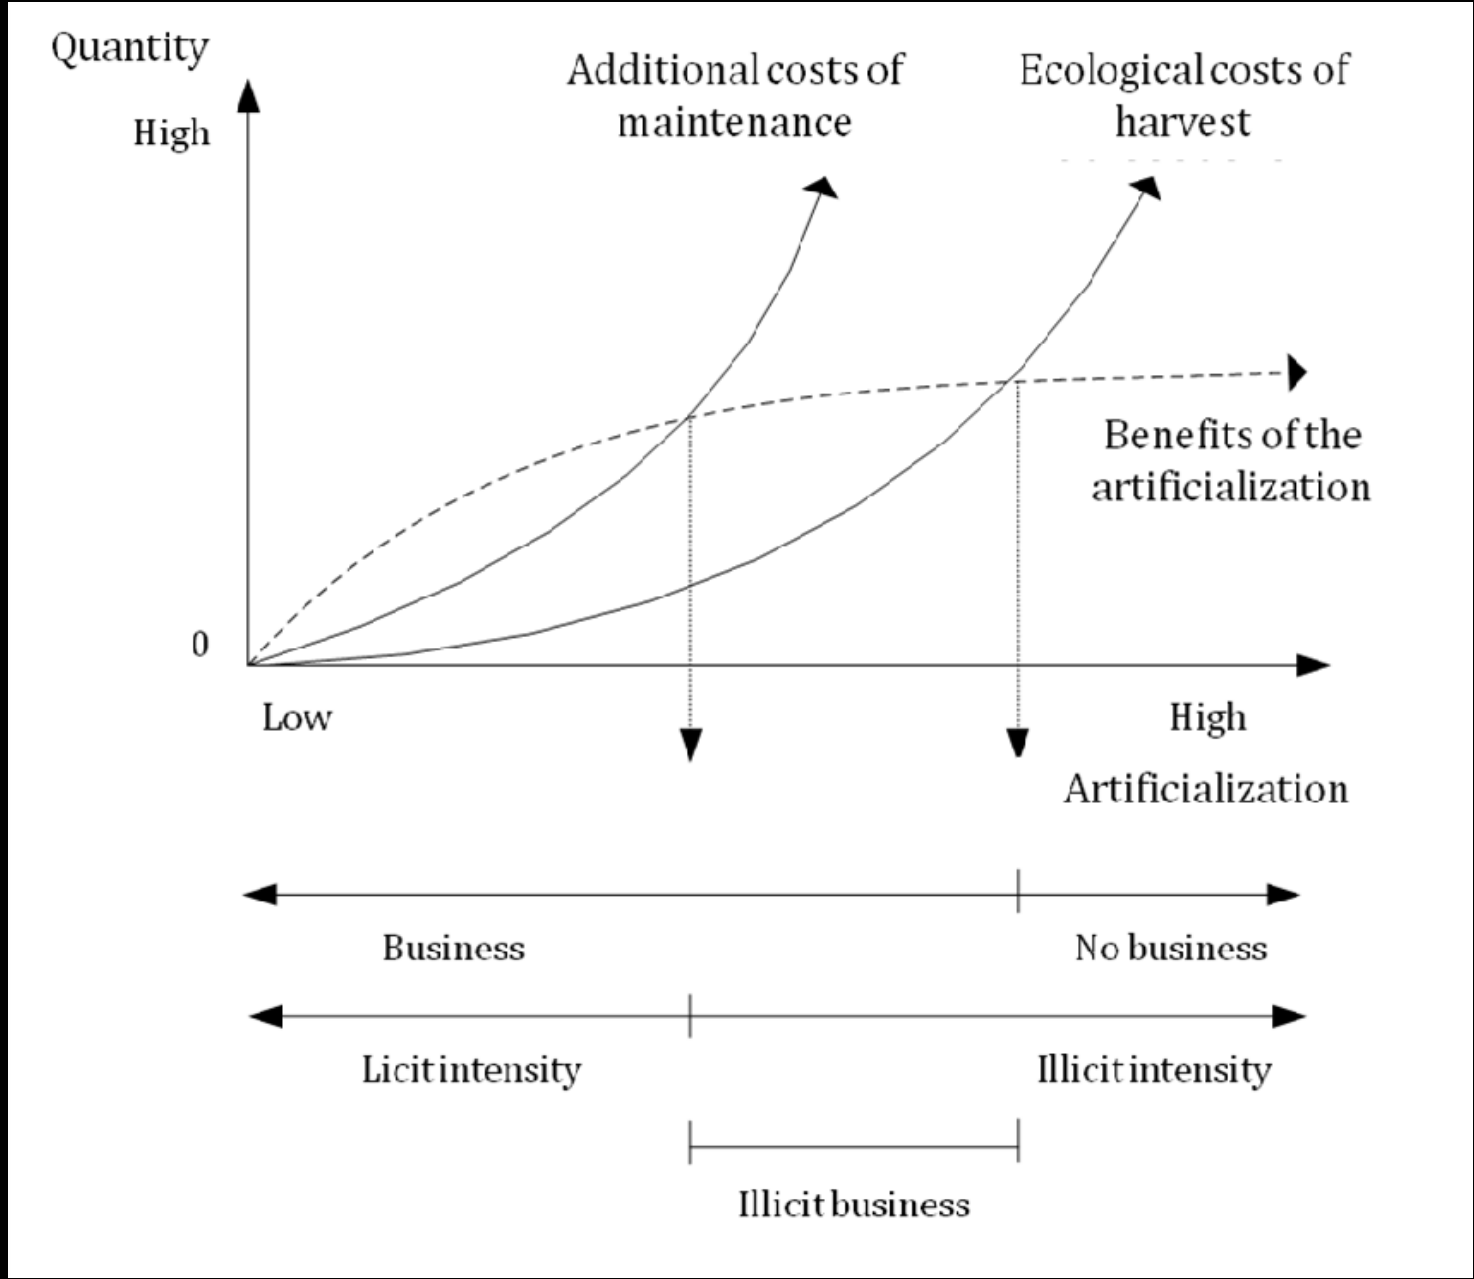 Quantity
High
Additional costs of
maintenance
Ecological costs of
harvest
Benefits of the
artificialization
0
Low
High
Artificialization
Business
No business
Licit intensity
Illicit intensity
Illicit business